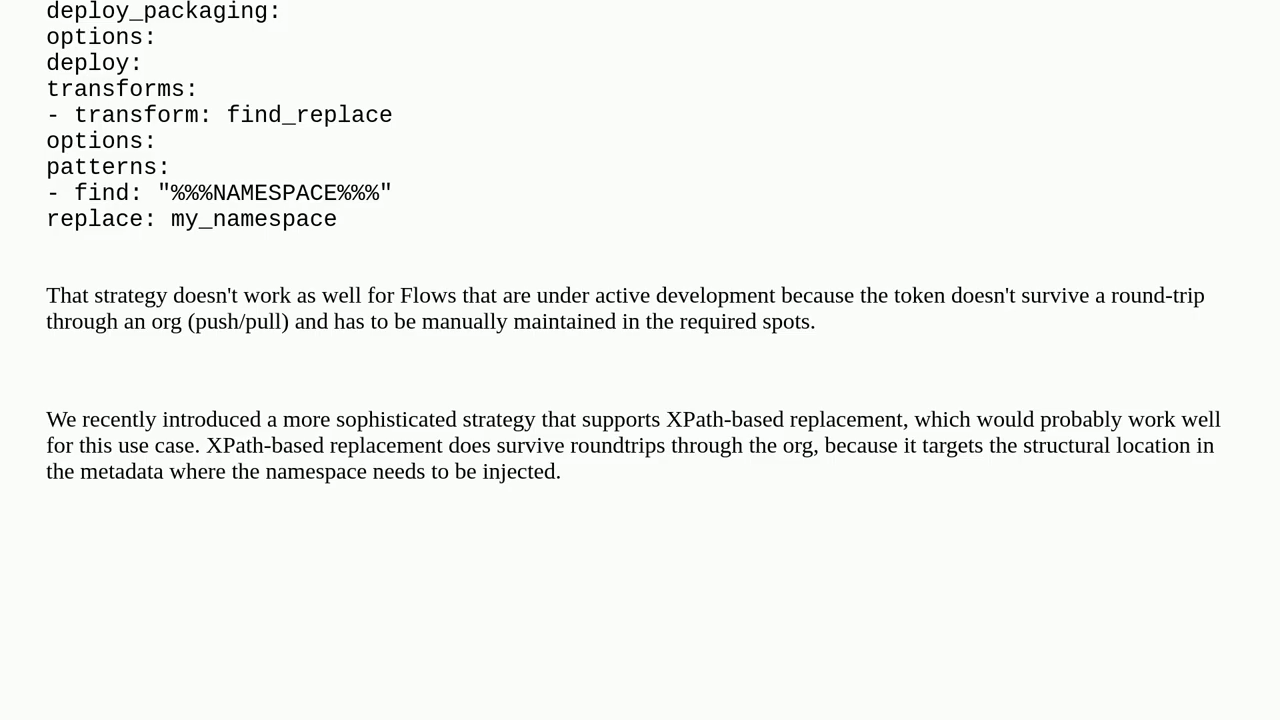 deploy_packaging:
options:
deploy:
transforms:
- transform: find_replace
options:
patterns:
- find: "%%%NAMESPACE%%%"
replace: my_namespace
That strategy doesn't work as well for Flows that are under active development because the token doesn't survive a round-trip
through an org (push/pull) and has to be manually maintained in the required spots.
We recently introduced a more sophisticated strategy that supports XPath-based replacement, which would probably work well
for this use case. XPath-based replacement does survive roundtrips through the org, because it targets the structural location in
the metadata where the namespace needs to be injected.